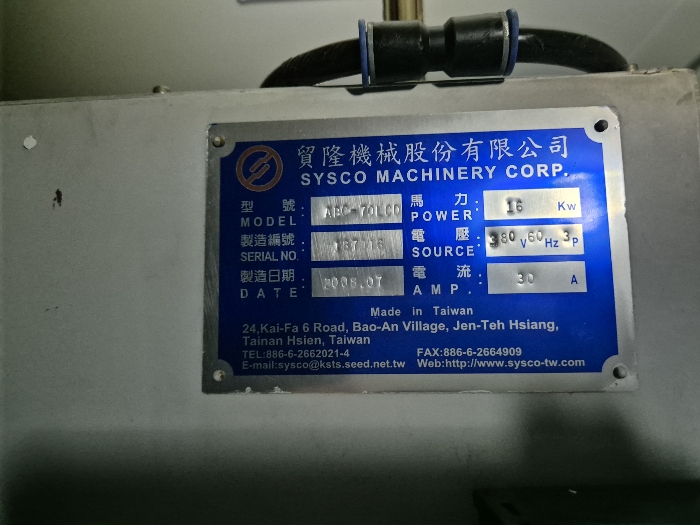 貿隆機械股份有限公司
SYSCO MACHINERY CORP.
型 號: 馬 力:
MODEL POWER 16 Kw
製造編號: 電 壓:
SERIAL NO. SOURCE 380 V 60 Hz 3 P
製造日期: 2008.07 電 流:
DATE AMP. 30 A
Made in Taiwan
24,Kai-Fa 6 Road, Bao-An Village, Jen-Teh Hsiang,
Tainan Hsien, Taiwan
TEL:886-6-2662021-4 FAX:886-6-2664909
E-mail:sysco@ksts.seed.net.tw Web:http://www.sysco-tw.com